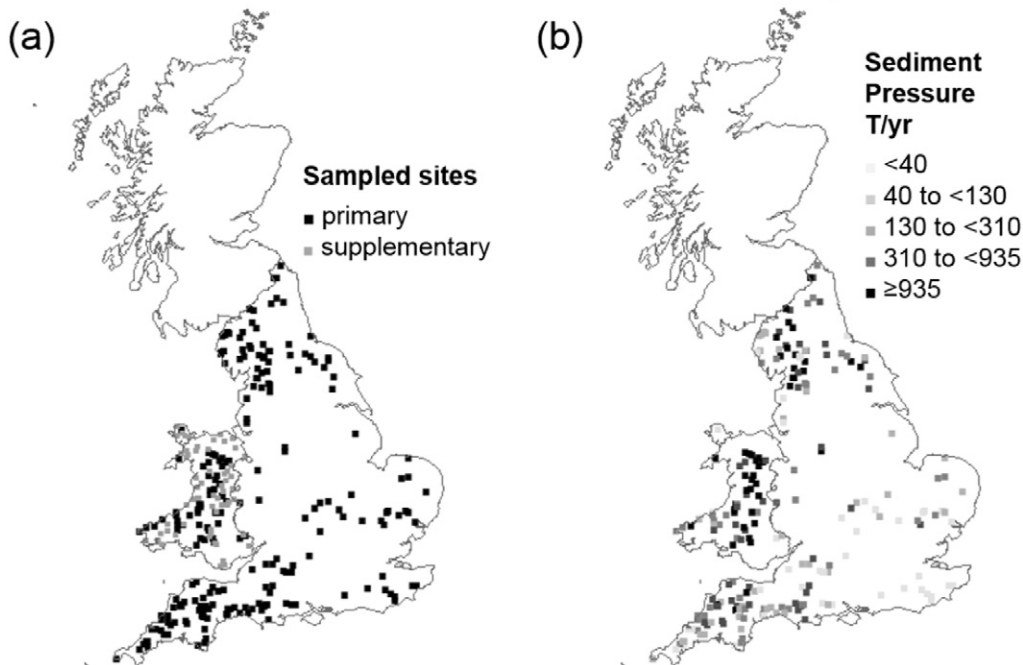 (a)
Sampled sites
primary
supplementary
(b)
Sediment
Pressure
T/yr
<40
40 to <130
130 to <310
310 to <935
≥935